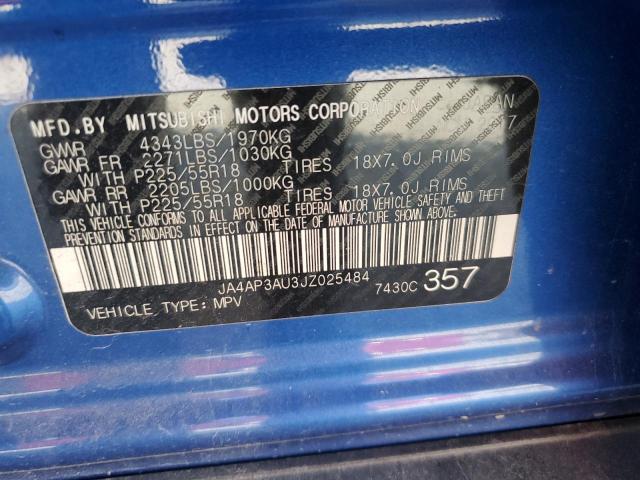 MFD.BY MITSUBISHI MOTORS CORPORATION JAPAN
GVWR 4343LBS/1970KG
GAWR FR 2271LBS/1030KG
WITH P225/55R18 TIRES 18X7.0J RIMS
GAWR RR 2205LBS/1000KG
WITH P225/55R18 TIRES 18X7.0J RIMS
THIS VEHICLE CONFORMS TO ALL APPLICABLE FEDERAL MOTOR VEHICLE SAFETY AND THEFT
PREVENTION STANDARDS IN EFFECT ON THE DATE OF MANUFACTURE SHOWN ABOVE.
JA4AP3AU3JZ025484 7430C 357
VEHICLE TYPE: MPV